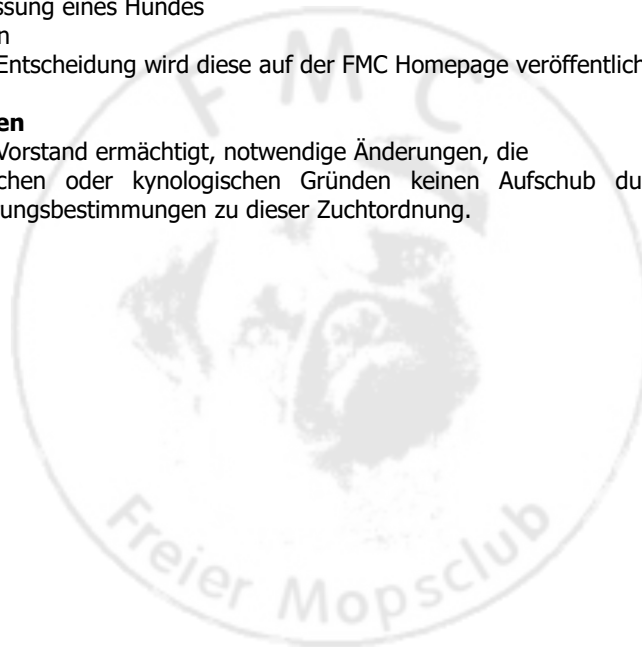 ssung eines Hundes
n
Entscheidung wird diese auf der FMC Homepage veröffentlich
en
Vorstand ermächtigt, notwendige Änderungen, die
chen oder kynologischen Gründen keinen Aufschub du
ungsbestimmungen zu dieser Zuchtordnung.
FMC
Freier Mopsclub